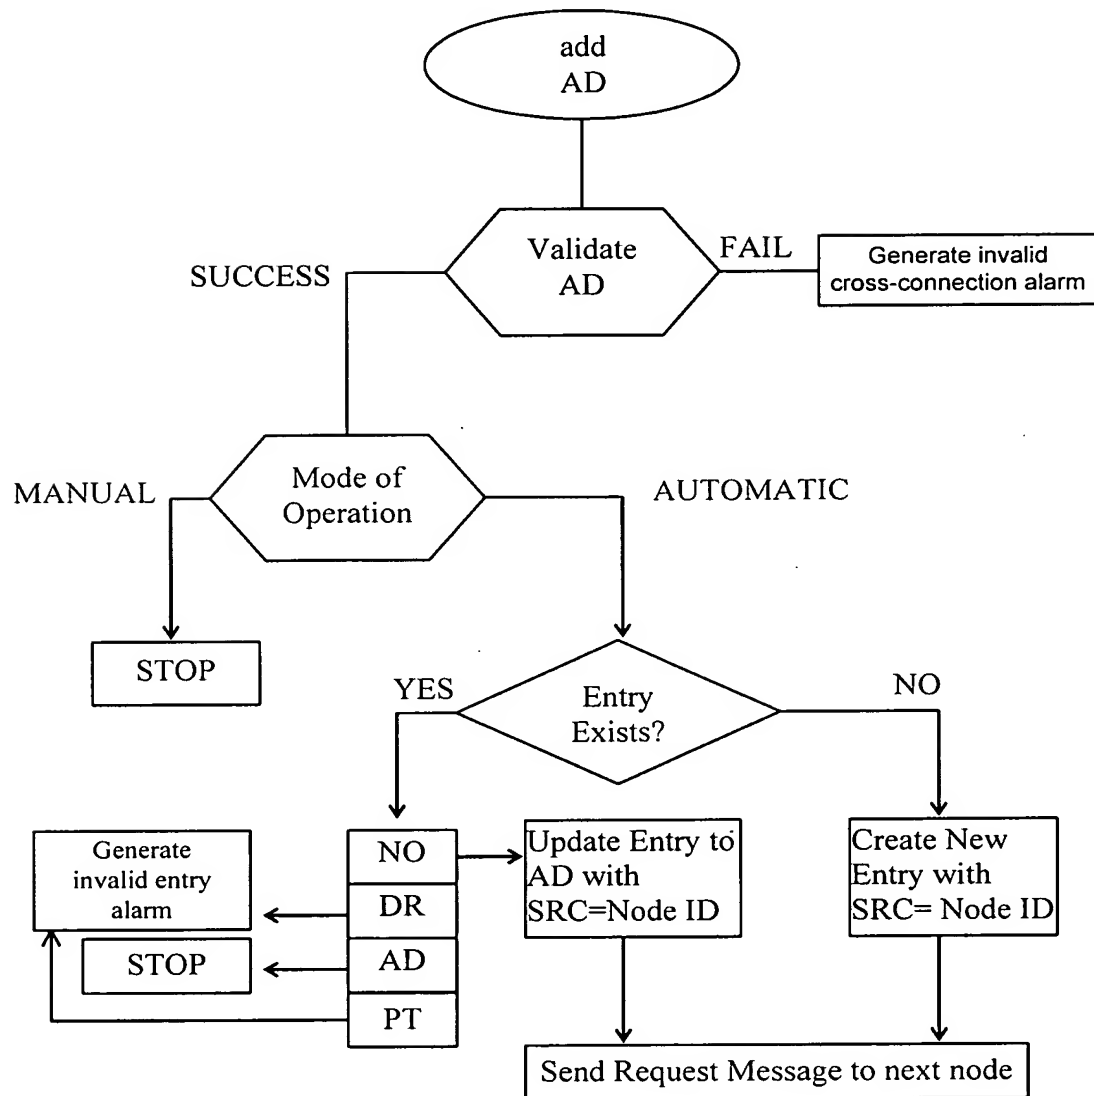 add
AD
Validate
AD
SUCCESS
FAIL
Generate invalid
cross-connection alarm
Mode of
Operation
MANUAL
AUTOMATIC
STOP
Entry
Exists?
YES
NO
Generate
invalid entry
alarm
STOP
NO
DR
AD
PT
Update Entry to
AD with
SRC=Node ID
Create New
Entry with
SRC= Node ID
Send Request Message to next node